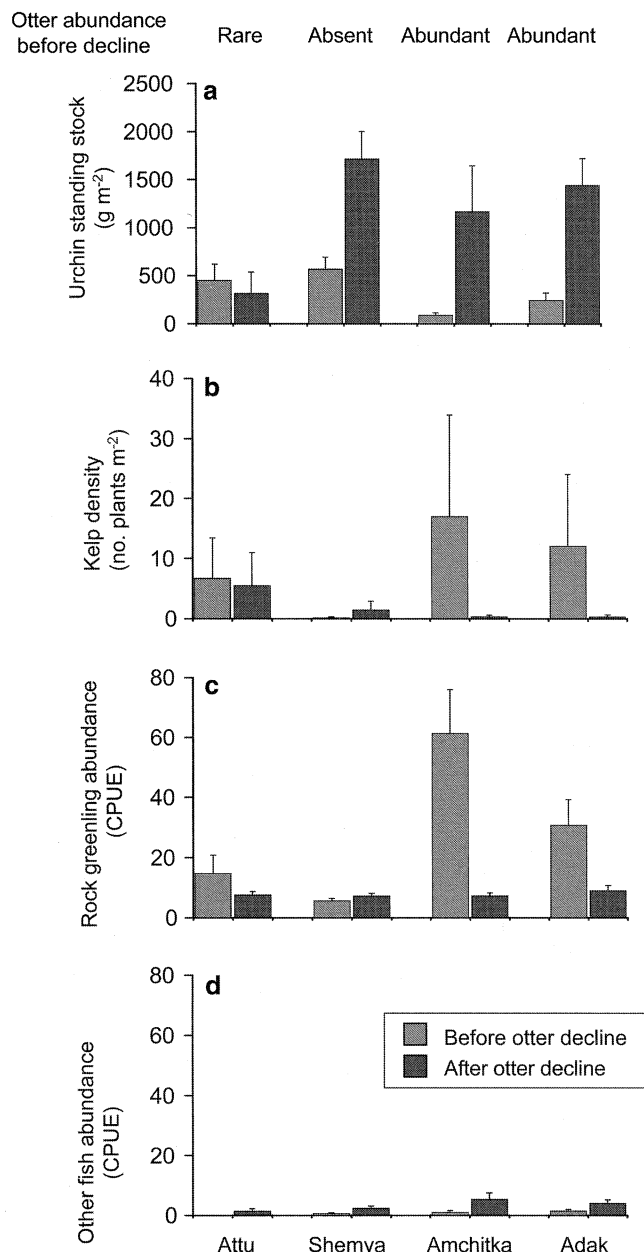 Otter abundance
before decline
Rare Absent Abundant Abundant
a
Urchin standing stock
(g m-2)
2500
2000
1500
1000
500
0
b
Kelp density
(no. plants m-2)
40
30
20
10
0
c
Rock greenling abundance
(CPUE)
80
60
40
20
0
d
Other fish abundance
(CPUE)
80
60
40
20
0
Before otter decline
After otter decline
Attu Shemya Amchitka Adak